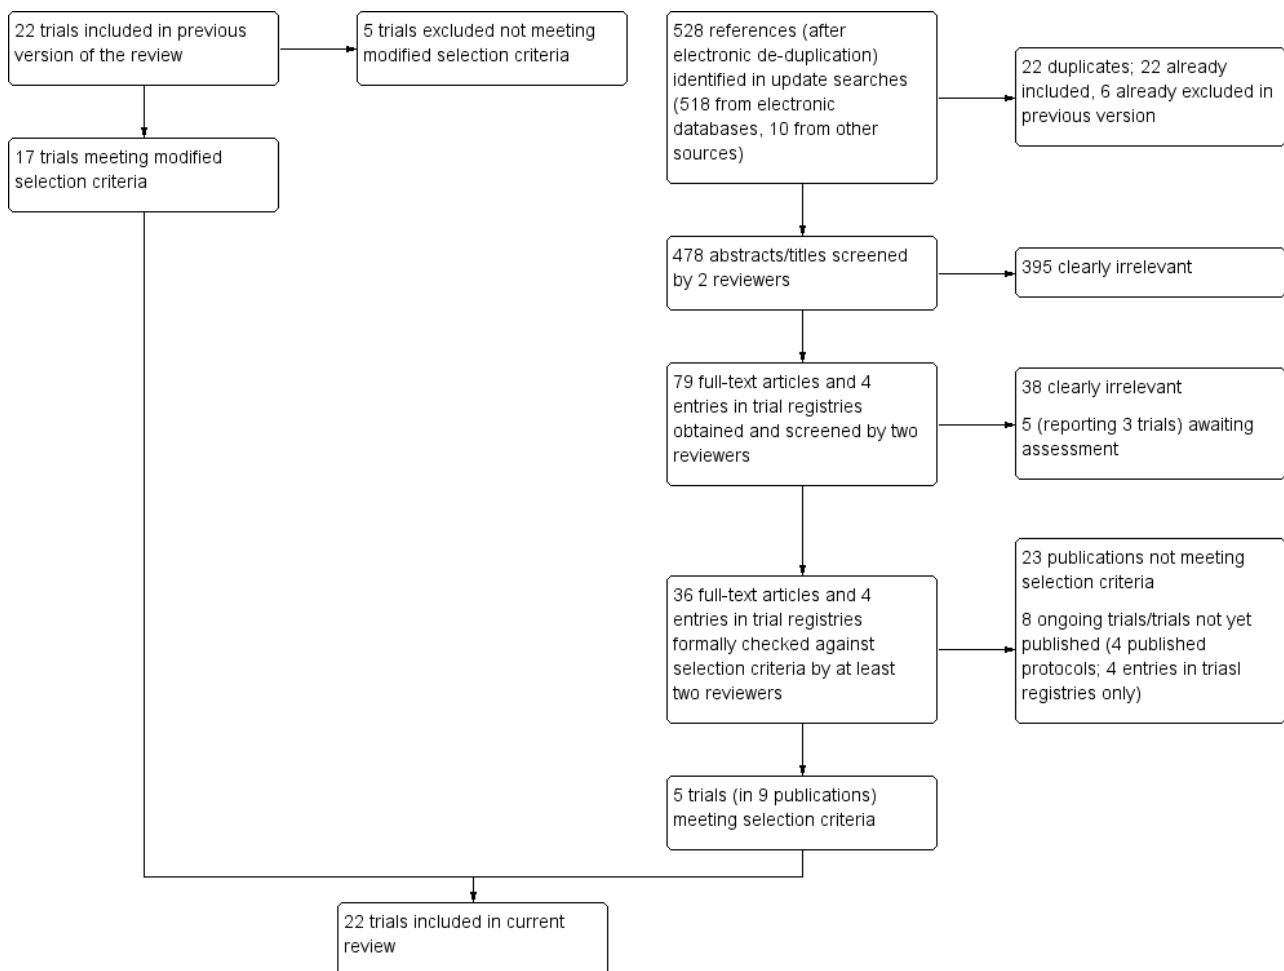 22 trials included in previous
version of the review
5 trials excluded not meeting
modified selection criteria
528 references (after
electronic de-duplication)
identified in update searches
(518 from electronic
databases, 10 from other
sources)
22 duplicates; 22 already
included, 6 already excluded in
previous version
17 trials meeting modified
selection criteria
478 abstracts/titles screened
by 2 reviewers
395 clearly irrelevant
79 full-text articles and 4
entries in trial registries
obtained and screened by two
reviewers
38 clearly irrelevant
5 (reporting 3 trials) awaiting
assessment
36 full-text articles and 4
entries in trial registries
formally checked against
selection criteria by at least
two reviewers
23 publications not meeting
selection criteria
8 ongoing trials/trials not yet
published (4 published
protocols; 4 entries in triasl
registries only)
5 trials (in 9 publications)
meeting selection criteria
22 trials included in current
review